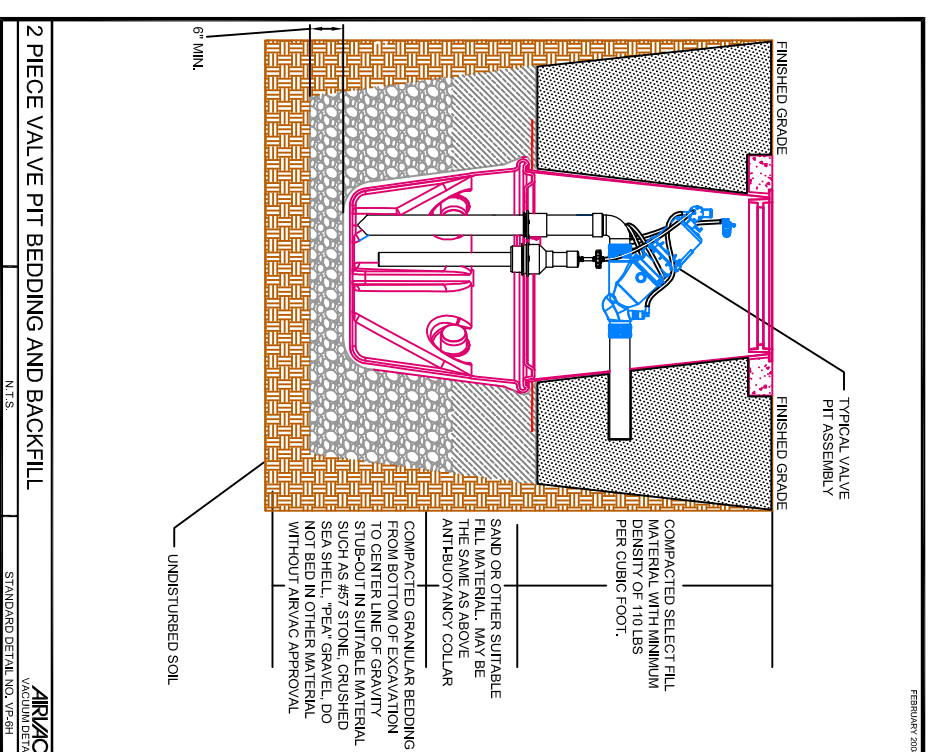 FEBRUARY
FINISHED GRADE
FINISHED GRADE
TYPICAL VALVE
PIT ASSEMBLY
COMPACTED SELECT FILL
MATERIAL WITH MINIMUM
DENSITY OF 110 LBS
PER CUBIC FOOT.
SAND OR OTHER SUITABLE
FILL MATERIAL. MAY BE
THE SAME AS ABOVE
ANTI-BUOYANCY COLLAR
COMPACTED GRANULAR BEDDING
FROM BOTTOM OF EXCAVATION
TO CENTER LINE OF GRAVITY
STUB-OUT IN SUITABLE MATERIAL
SUCH AS #57 STONE, CRUSHED
SEA SHELL, "PEA" GRAVEL, DO
NOT BED IN OTHER MATERIAL
WITHOUT AIRVAC APPROVAL
6" MIN.
UNDISTURBED SOIL
2 PIECE VALVE PIT BEDDING AND BACKFILL
N.T.S.
AIRVAC
VACUUM
STANDARD DETAIL NO. VP-6H